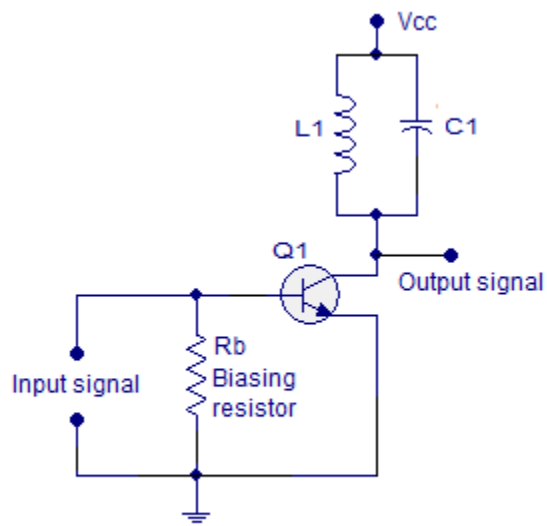 Vcc
L1
C1
Q1
Output signal
Rb
Input signal
Biasing
resistor